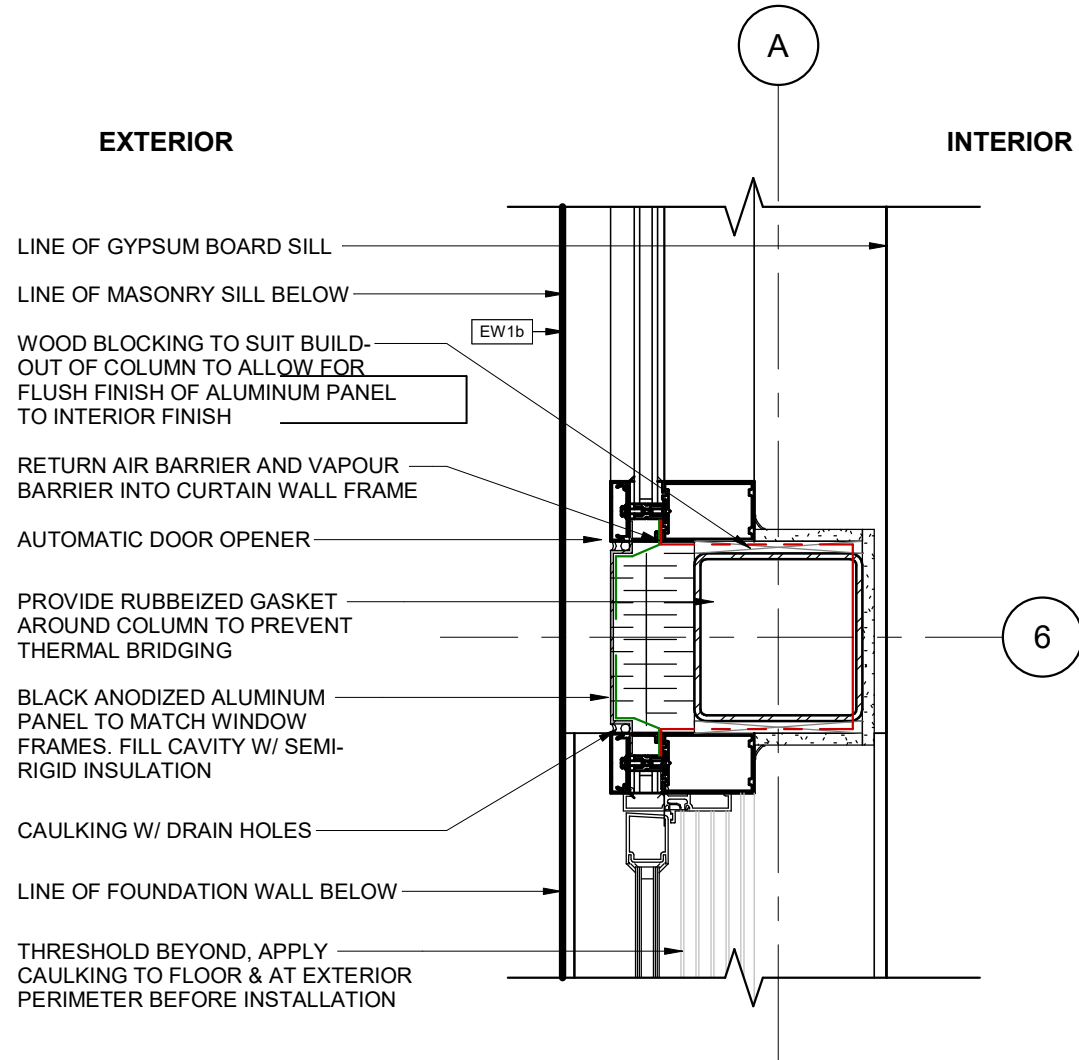 A
EXTERIOR
INTERIOR
LINE OF GYPSUM BOARD SILL
LINE OF MASONRY SILL BELOW
EW1b
WOOD BLOCKING TO SUIT BUILD-
OUT OF COLUMN TO ALLOW FOR
FLUSH FINISH OF ALUMINUM PANEL
TO INTERIOR FINISH
RETURN AIR BARRIER AND VAPOUR
BARRIER INTO CURTAIN WALL FRAME
AUTOMATIC DOOR OPENER
PROVIDE RUBBEIZED GASKET
AROUND COLUMN TO PREVENT
THERMAL BRIDGING
6
BLACK ANODIZED ALUMINUM
PANEL TO MATCH WINDOW
FRAMES. FILL CAVITY W/ SEMI-
RIGID INSULATION
CAULKING W/ DRAIN HOLES
LINE OF FOUNDATION WALL BELOW
THRESHOLD BEYOND, APPLY
CAULKING TO FLOOR & AT EXTERIOR
PERIMETER BEFORE INSTALLATION